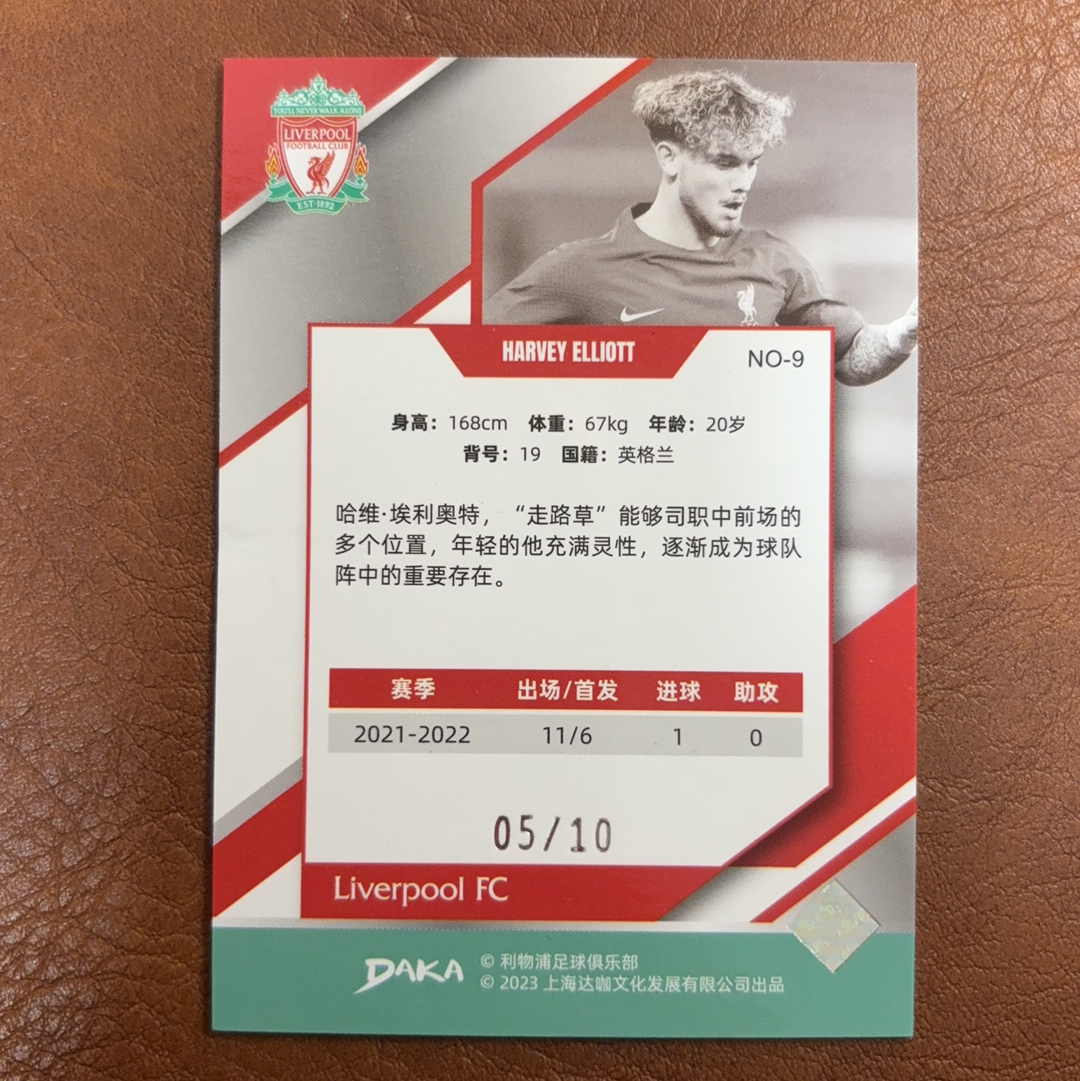 YOU'LL NEVER WALK ALONE
LIVERPOOL
FOOTBALL CLUB
EST·1892
HARVEY ELLIOTT
NO-9
身高：168cm 体重：67kg 年龄：20岁
背号：19 国籍：英格兰
哈维·埃利奥特，“走路草”能够司职中前场的
多个位置，年轻的他充满灵性，逐渐成为球队
阵中的重要存在。
赛季 出场/首发 进球 助攻
2021-2022 11/6 1 0
05/10
Liverpool FC
DAKA
© 利物浦足球俱乐部
© 2023 上海达咖文化发展有限公司出品